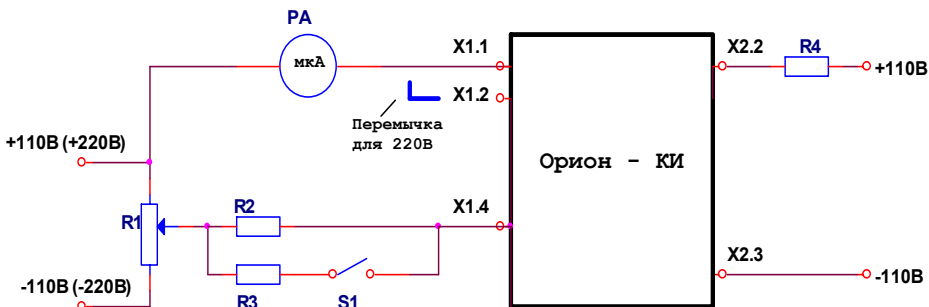 PA
мкА
X1.1
X1.2
Перемычка
для 220В
X2.2
R4
+110В
+110В (+220В)
Орион - КИ
R1
R2
X1.4
-110В (-220В)
R3
S1
X2.3
-110В